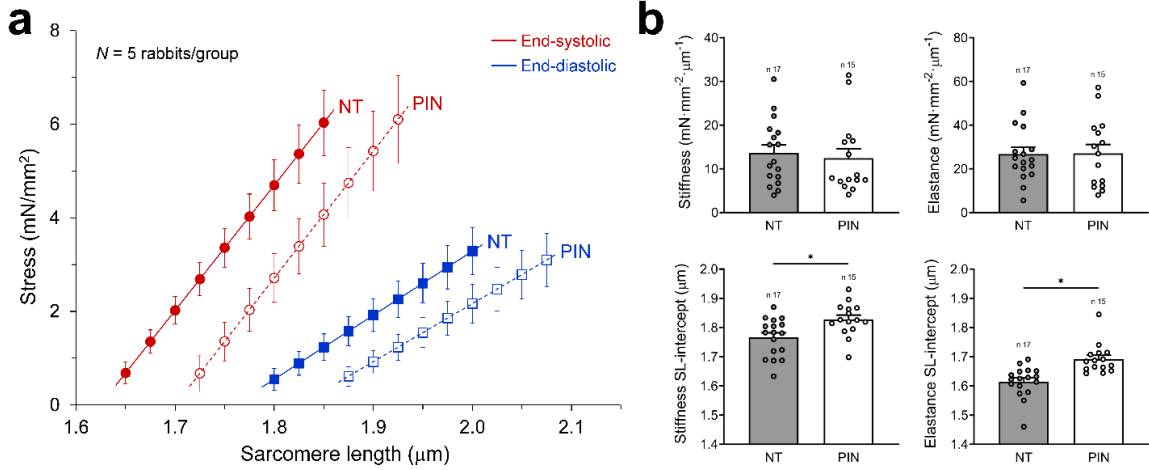 a
N = 5 rabbits/group
End-systolic
End-diastolic
NT
PIN
NT
PIN
Stress (mN/mm²)
8
6
4
2
0
1.6
1.7
1.8
1.9
2.0
2.1
Sarcomere length (μm)
b
Stiffness (mN·mm⁻²·μm⁻¹)
40
30
20
10
0
n 17
n 15
NT
PIN
Elastance (mN·mm⁻²·μm⁻¹)
80
60
40
20
0
n 17
n 15
NT
PIN
Stiffness SL-intercept (μm)
2.0
1.9
1.8
1.7
1.6
1.5
1.4
*
n 17
n 15
NT
PIN
Elastance SL-intercept (μm)
2.0
1.9
1.8
1.7
1.6
1.5
1.4
*
n 17
n 15
NT
PIN